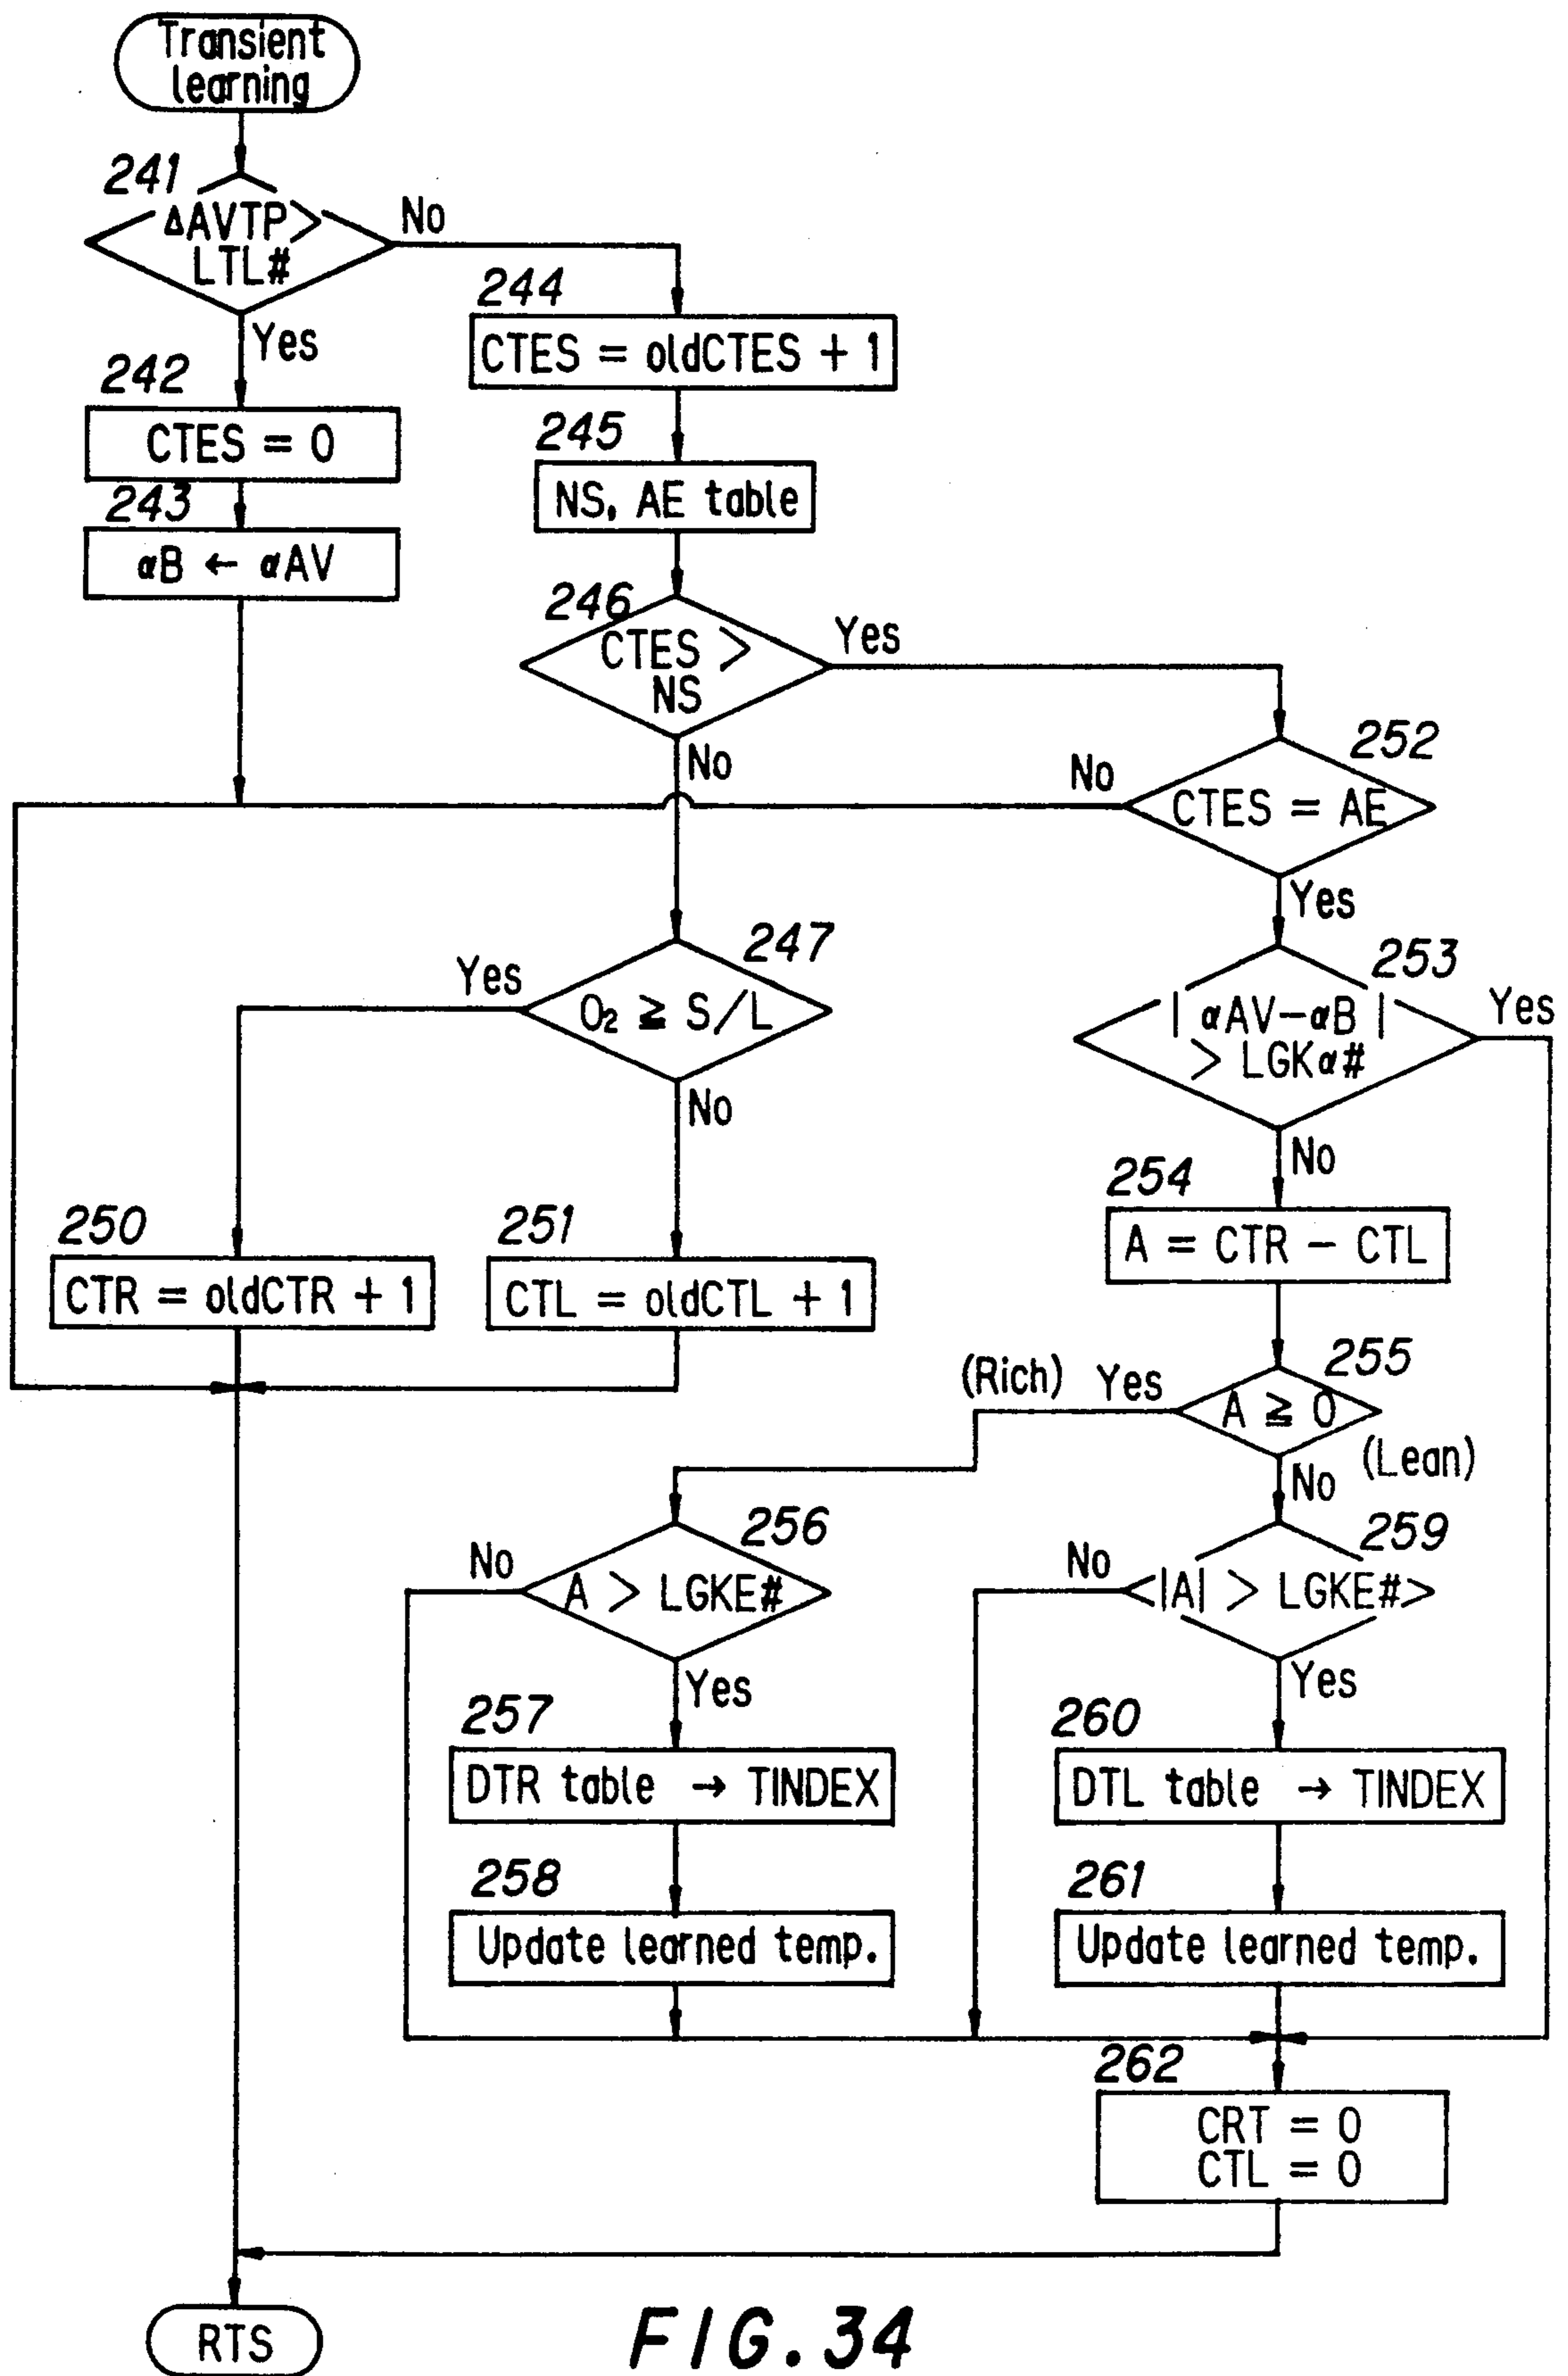 Transient
learning
241
ΔAVTP>
LTL#
No
Yes
242
CTES = 0
243
αB ← αAV
244
CTES = oldCTES + 1
245
NS, AE table
246
CTES >
NS
Yes
No
252
No
CTES = AE
Yes
247
Yes
O₂ ≧ S/L
No
253
| αAV−αB |
> LGKα#
Yes
No
254
A = CTR − CTL
250
CTR = oldCTR + 1
251
CTL = oldCTL + 1
255
(Rich) Yes
A ≧ 0
(Lean)
No
256
No
A > LGKE#
Yes
257
DTR table → TINDEX
258
Update learned temp.
259
No
<|A| > LGKE#>
Yes
260
DTL table → TINDEX
261
Update learned temp.
262
CRT = 0
CTL = 0
RTS
FIG.34